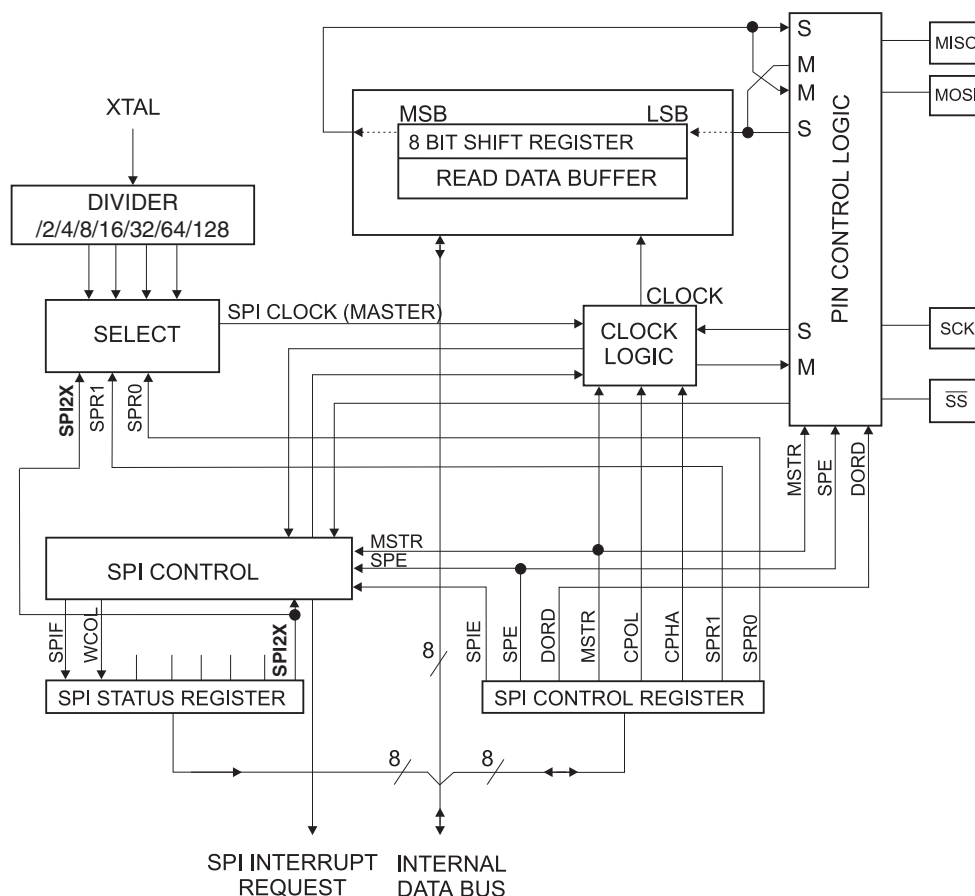 S
MISO
M
MOSI
M
S
XTAL
MSB
LSB
8 BIT SHIFT REGISTER
READ DATA BUFFER
DIVIDER
/2/4/8/16/32/64/128
PIN CONTROL LOGIC
SPI CLOCK (MASTER)
CLOCK
SELECT
CLOCK
LOGIC
S
M
SCK
SS
SPI2X
SPR1
SPR0
MSTR
SPE
DORD
SPI CONTROL
MSTR
SPE
SPIF
WCOL
SPI2X
SPIE
SPE
DORD
MSTR
CPOL
CPHA
SPR1
SPR0
8
SPI STATUS REGISTER
SPI CONTROL REGISTER
8
8
SPI INTERRUPT
REQUEST
INTERNAL
DATA BUS